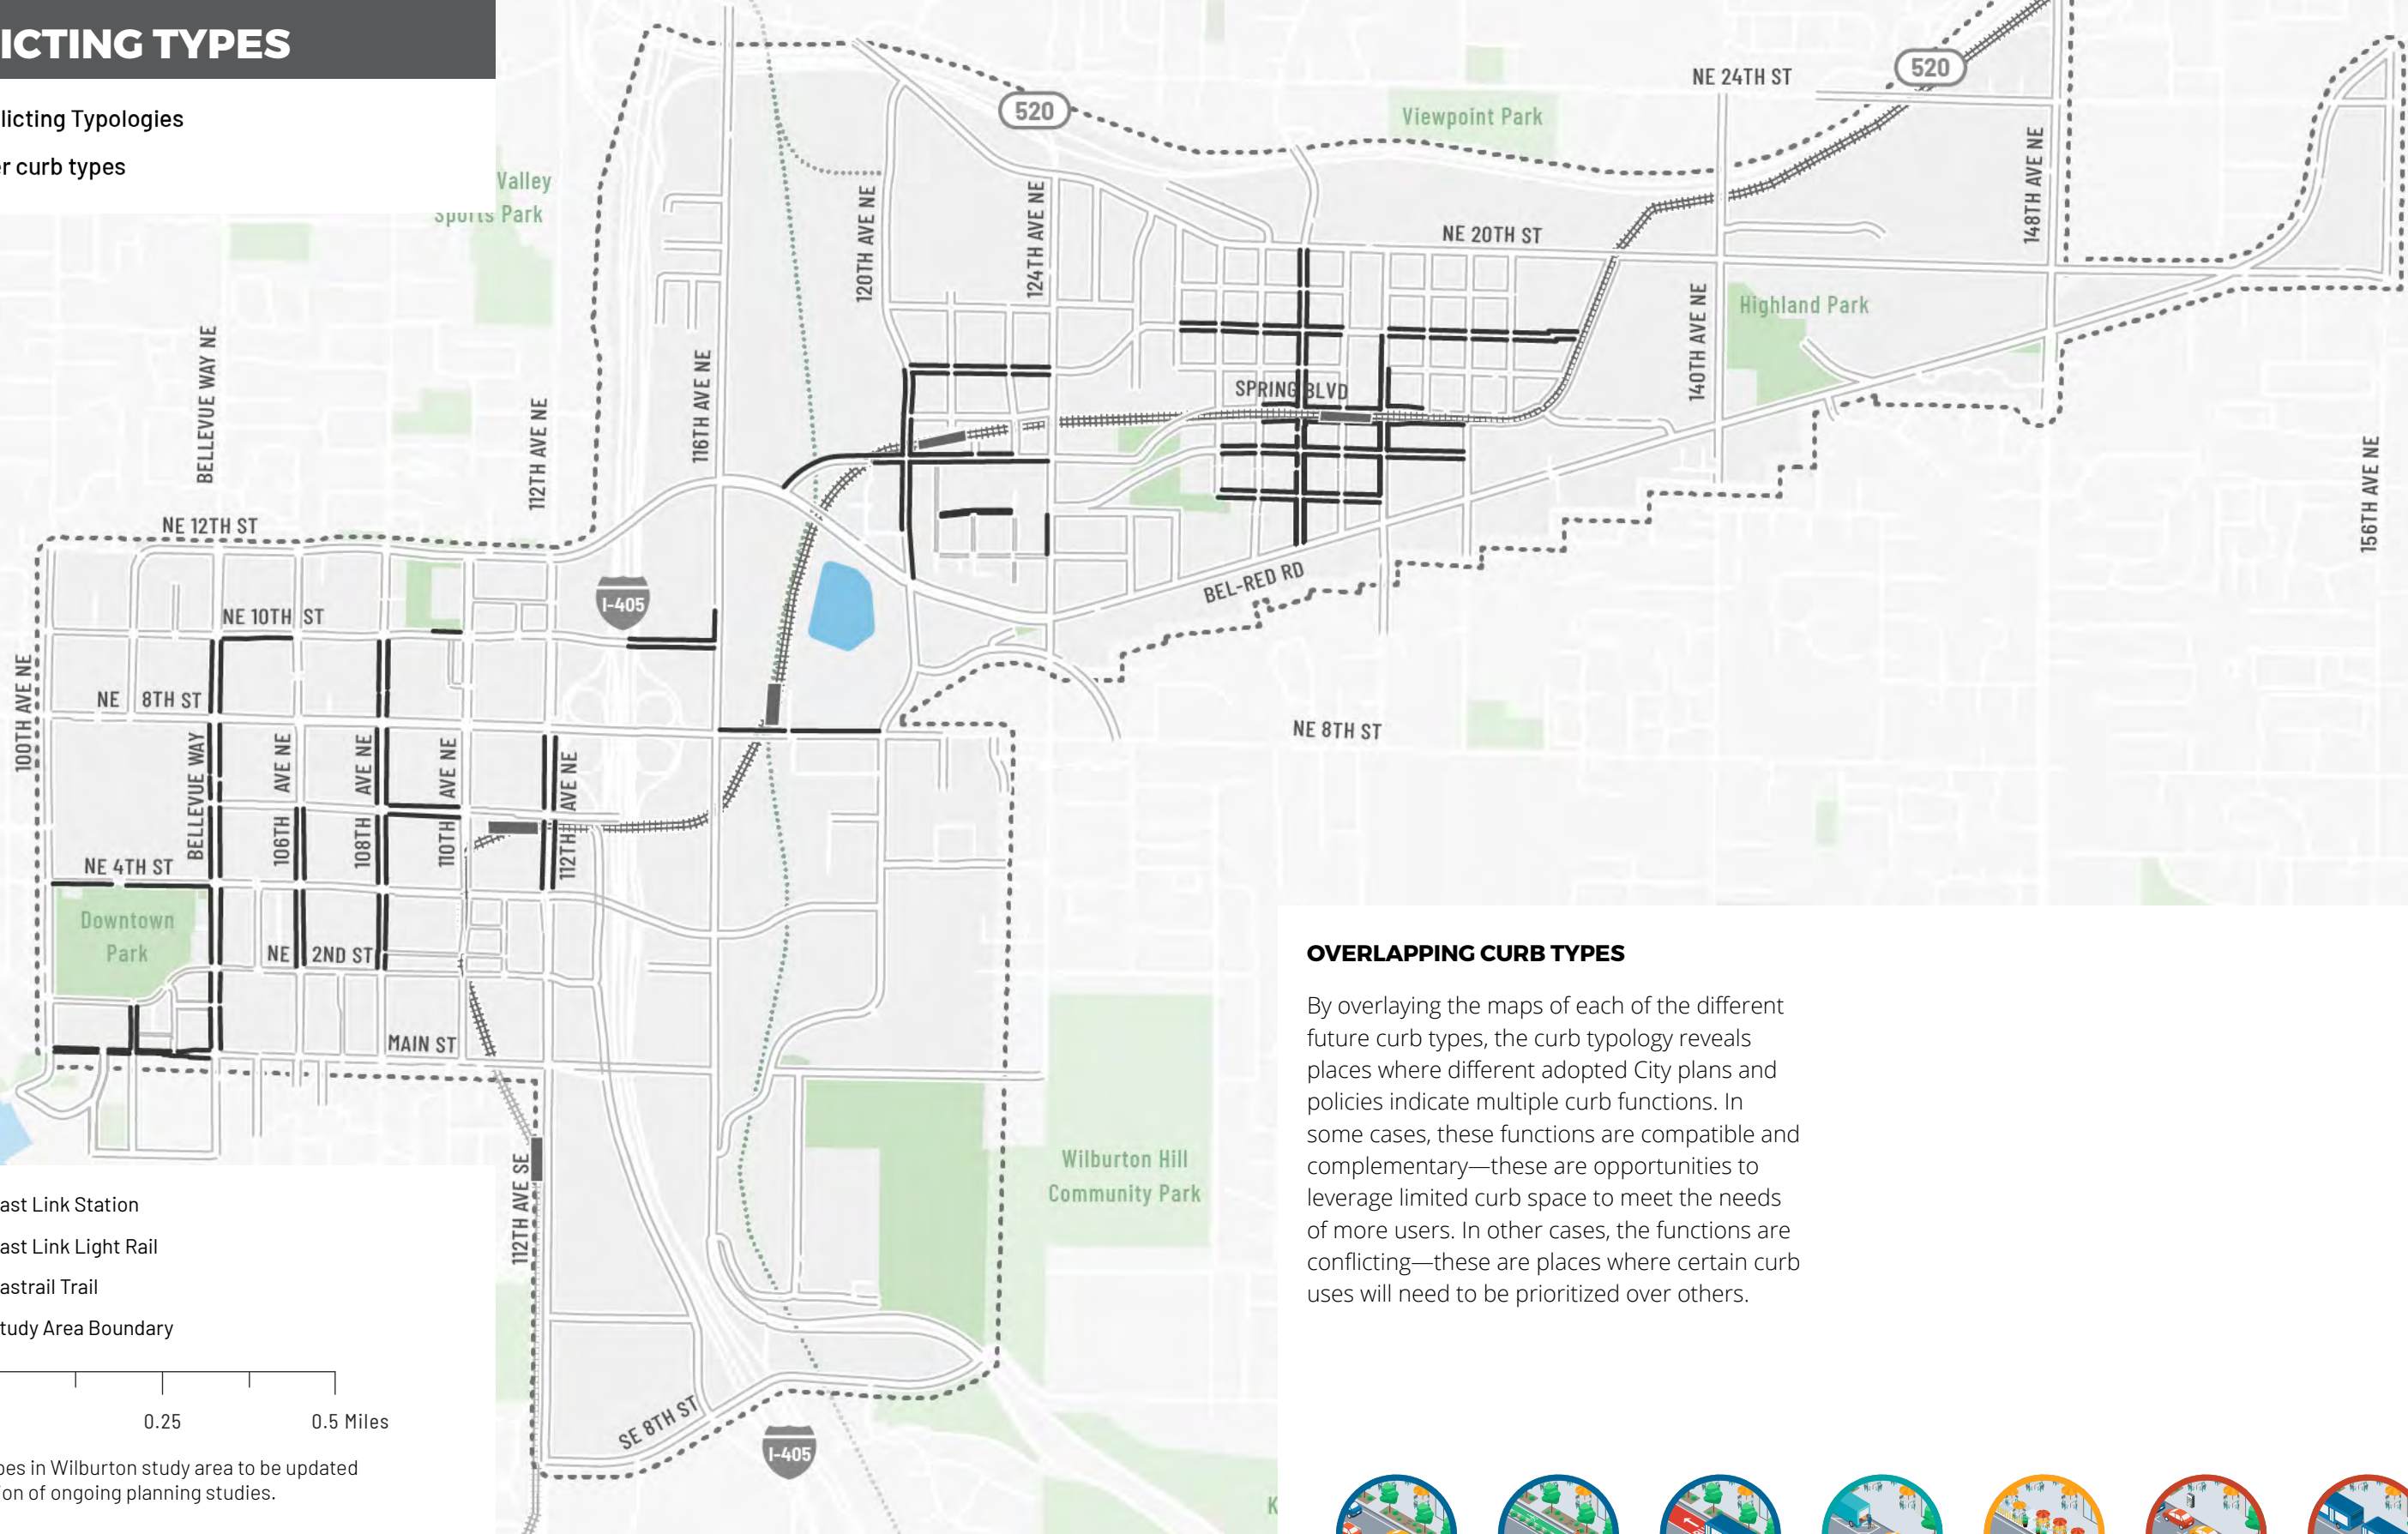 ICTING TYPES
licting Typologies
r curb types
Valley
Sports Park
520
Viewpoint Park
NE 24TH ST
520
148TH AVE NE
120TH AVE NE
124TH AVE NE
NE 20TH ST
140TH AVE NE
Highland Park
BELLEVUE WAY NE
112TH AVE NE
116TH AVE NE
SPRING BLVD
156TH AVE NE
NE 12TH ST
BEL-RED RD
I-405
NE 10TH ST
100TH AVE NE
NE 8TH ST
NE 8TH ST
BELLEVUE WAY
106TH AVE NE
108TH AVE NE
110TH AVE NE
112TH AVE NE
NE 4TH ST
Downtown
Park
NE 2ND ST
MAIN ST
112TH AVE SE
Wilburton Hill
Community Park
SE 8TH ST
I-405
K
ast Link Station
ast Link Light Rail
astrail Trail
tudy Area Boundary
0.25
0.5 Miles
pes in Wilburton study area to be updated
ion of ongoing planning studies.
OVERLAPPING CURB TYPES
By overlaying the maps of each of the different
future curb types, the curb typology reveals
places where different adopted City plans and
policies indicate multiple curb functions. In
some cases, these functions are compatible and
complementary—these are opportunities to
leverage limited curb space to meet the needs
of more users. In other cases, the functions are
conflicting—these are places where certain curb
uses will need to be prioritized over others.